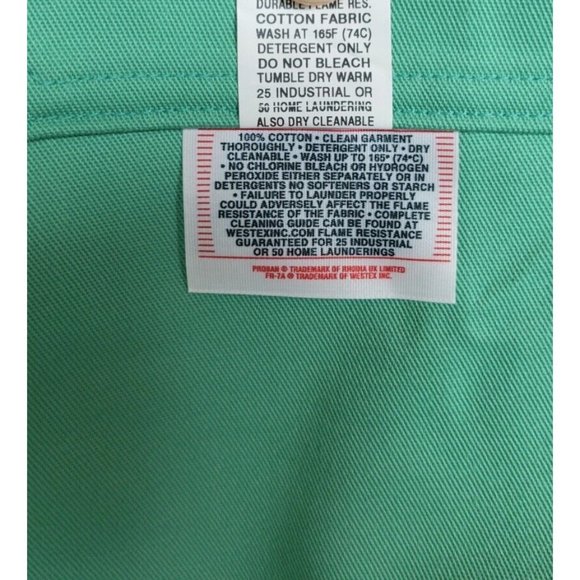 DURABLE FLAME RES.
COTTON FABRIC
WASH AT 165F (74C)
DETERGENT ONLY
DO NOT BLEACH
TUMBLE DRY WARM
25 INDUSTRIAL OR
50 HOME LAUNDERING
ALSO DRY CLEANABLE
100% COTTON • CLEAN GARMENT
THOROUGHLY • DETERGENT ONLY • DRY
CLEANABLE • WASH UP TO 165° (74°C)
• NO CHLORINE BLEACH OR HYDROGEN
PEROXIDE EITHER SEPARATELY OR IN
DETERGENTS NO SOFTENERS OR STARCH
• FAILURE TO LAUNDER PROPERLY
COULD ADVERSELY AFFECT THE FLAME
RESISTANCE OF THE FABRIC • COMPLETE
CLEANING GUIDE CAN BE FOUND AT
WESTEXINC.COM FLAME RESISTANCE
GUARANTEED FOR 25 INDUSTRIAL
OR 50 HOME LAUNDERINGS
PROBAN ® TRADEMARK OF RHODIA UK LIMITED
FR-7A ® TRADEMARK OF WESTEX INC.